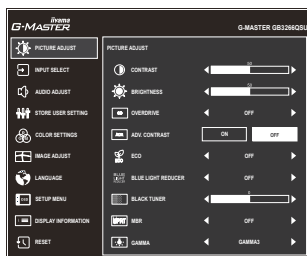 iiyama
G-MASTER
G-MASTER GB3266QSU
PICTURE ADJUST
INPUT SELECT
AUDIO ADJUST
STORE USER SETTING
COLOR SETTINGS
IMAGE ADJUST
LANGUAGE
SETUP MENU
DISPLAY INFORMATION
RESET
PICTURE ADJUST
CONTRAST
BRIGHTNESS
OVERDRIVE OFF
ADV. CONTRAST ON OFF
ECO OFF
BLUE LIGHT REDUCER OFF
BLACK TUNER
MBR OFF
GAMMA GAMMA3